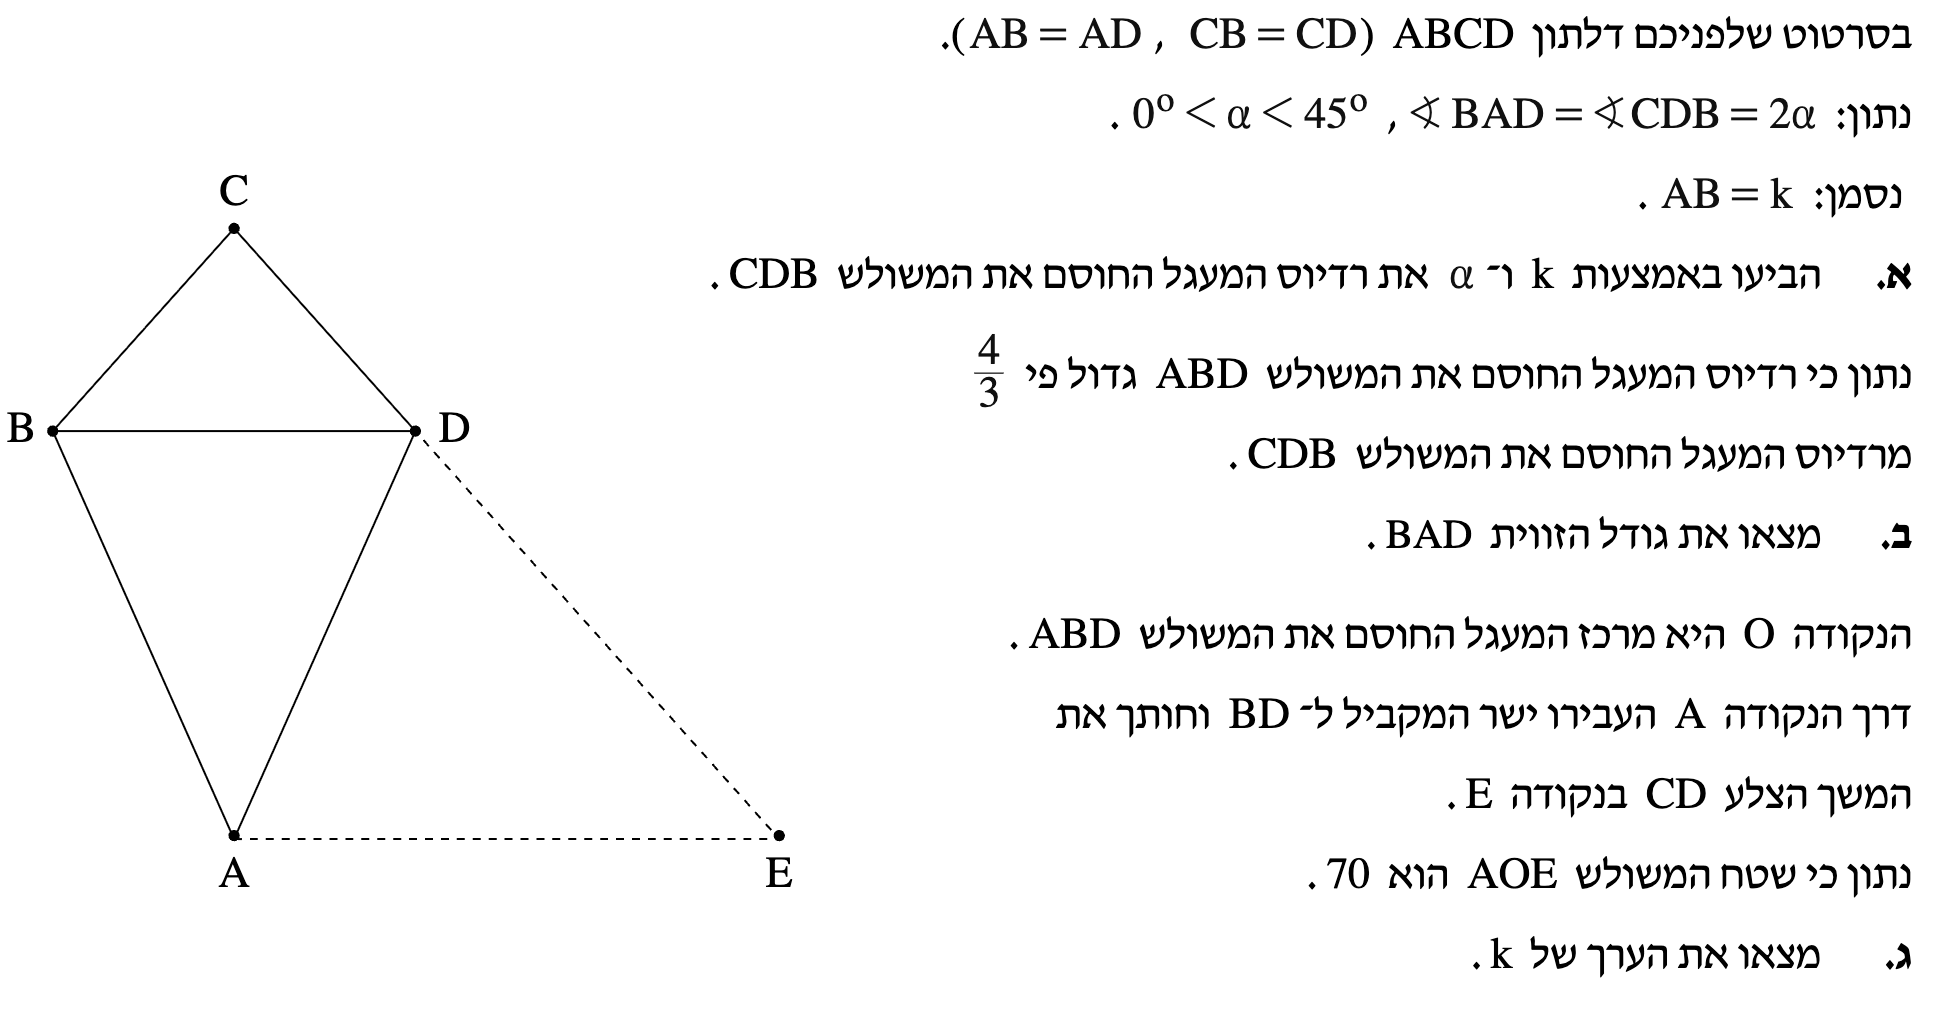 בסרטוט שלפניכם דלתון ABCD (AB = AD , CB = CD).
נתון: ∢BAD = ∢CDB = 2α , 0° < α < 45° .
נסמן: AB = k .
א. הביעו באמצעות k ו־ α את רדיוס המעגל החוסם את המשולש CDB .
נתון כי רדיוס המעגל החוסם את המשולש ABD גדול פי 4/3
מרדיוס המעגל החוסם את המשולש CDB .
ב. מצאו את גודל הזווית BAD .
הנקודה O היא מרכז המעגל החוסם את המשולש ABD .
דרך הנקודה A העבירו ישר המקביל ל־ BD וחותך את
המשך הצלע CD בנקודה E .
נתון כי שטח המשולש AOE הוא 70 .
ג. מצאו את הערך של k .
C
B
D
A
E